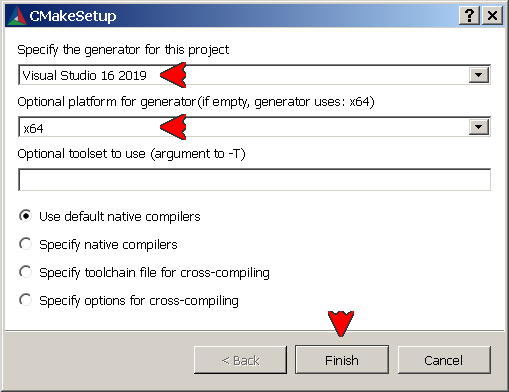 CMakeSetup
Specify the generator for this project
Visual Studio 16 2019
Optional platform for generator(if empty, generator uses: x64)
x64
Optional toolset to use (argument to -T)
Use default native compilers
Specify native compilers
Specify toolchain file for cross-compiling
Specify options for cross-compiling
< Back Finish Cancel